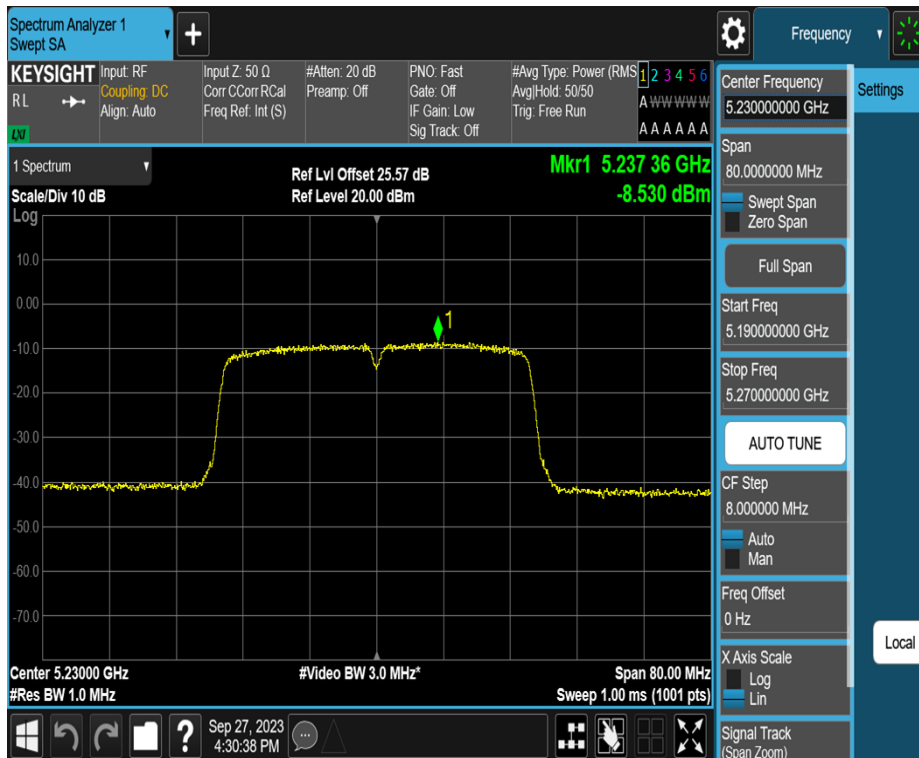 Spectrum Analyzer 1
Swept SA
+
Frequency
KEYSIGHT
R L
LXI
Input: RF
Coupling: DC
Align: Auto
Input Z: 50 Ω
Corr CCorr RCal
Freq Ref: Int (S)
#Atten: 20 dB
Preamp: Off
PNO: Fast
Gate: Off
IF Gain: Low
Sig Track: Off
#Avg Type: Power (RMS
Avg|Hold: 50/50
Trig: Free Run
1 2 3 4 5 6
A W W W W W
A A A A A A
Center Frequency
5.230000000 GHz
Settings
Span
80.0000000 MHz
Swept Span
Zero Span
Full Span
Start Freq
5.190000000 GHz
Stop Freq
5.270000000 GHz
AUTO TUNE
CF Step
8.000000 MHz
Auto
Man
Freq Offset
0 Hz
X Axis Scale
Log
Lin
Signal Track
(Span Zoom)
Local
1 Spectrum
Scale/Div 10 dB
Ref Lvl Offset 25.57 dB
Ref Level 20.00 dBm
Mkr1 5.237 36 GHz
-8.530 dBm
Log
10.0
0.00
-10.0
-20.0
-30.0
-40.0
-50.0
-60.0
-70.0
1
Center 5.23000 GHz
#Res BW 1.0 MHz
#Video BW 3.0 MHz*
Span 80.00 MHz
Sweep 1.00 ms (1001 pts)
?
Sep 27, 2023
4:30:38 PM